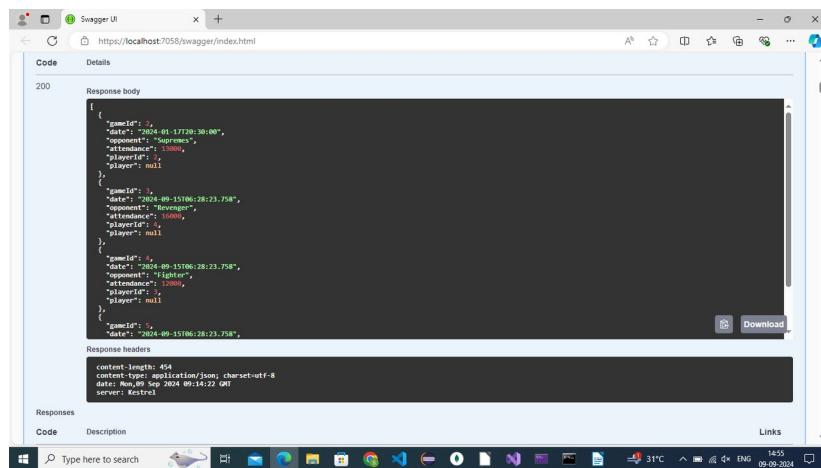 Swagger UI
https://localhost:7058/swagger/index.html
Code Details
200
Response body
[
{
"gameId": 2,
"date": "2024-01-17T20:30:00",
"opponent": "Supremes",
"attendance": 13000,
"playerId": 2,
"player": null
},
{
"gameId": 3,
"date": "2024-09-15T06:28:23.758",
"opponent": "Revenger",
"attendance": 16000,
"playerId": 4,
"player": null
},
{
"gameId": 4,
"date": "2024-09-15T06:28:23.758",
"opponent": "Fighter",
"attendance": 12000,
"playerId": 3,
"player": null
},
{
"gameId": 5,
"date": "2024-09-15T06:28:23.758",
Download
Response headers
content-length: 454
content-type: application/json; charset=utf-8
date: Mon,09 Sep 2024 09:14:22 GMT
server: Kestrel
Responses
Code Description Links
Type here to search 31°C ENG 14:55
09-09-2024